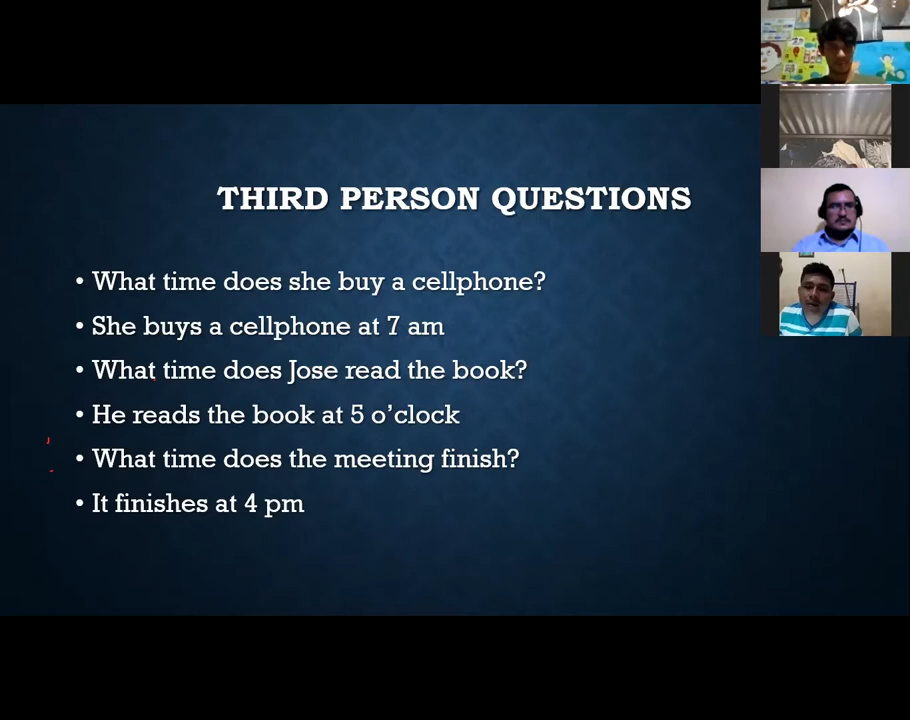 THIRD PERSON QUESTIONS
• What time does she buy a cellphone?
• She buys a cellphone at 7 am
• What time does Jose read the book?
• He reads the book at 5 o’clock
• What time does the meeting finish?
• It finishes at 4 pm